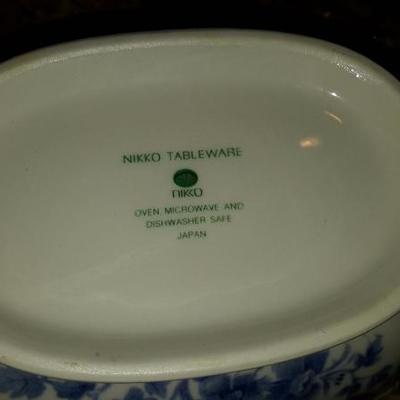 NIKKO TABLEWARE
NIKKO
OVEN, MICROWAVE AND
DISHWASHER SAFE
JAPAN